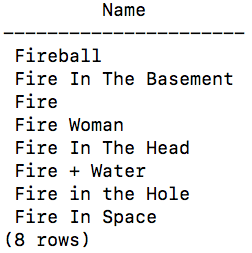 Name
----------------------
Fireball
Fire In The Basement
Fire
Fire Woman
Fire In The Head
Fire + Water
Fire in the Hole
Fire In Space
(8 rows)